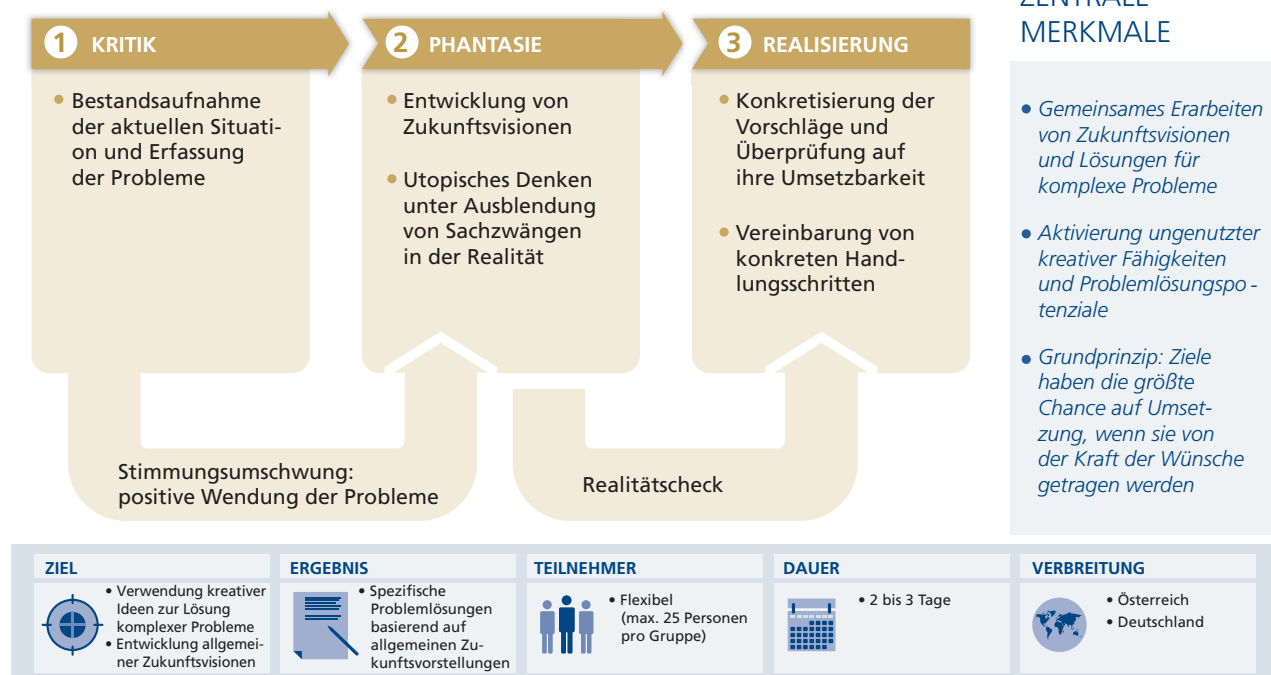 1 KRITIK
• Bestandsaufnahme
der aktuellen Situati-
on und Erfassung
der Probleme
2 PHANTASIE
• Entwicklung von
Zukunftsvisionen
• Utopisches Denken
unter Ausblendung
von Sachzwängen
in der Realität
3 REALISIERUNG
• Konkretisierung der
Vorschläge und
Überprüfung auf
ihre Umsetzbarkeit
• Vereinbarung von
konkreten Hand-
lungsschritten
Stimmungsumschwung:
positive Wendung der Probleme
Realitätscheck
ZENTRALE
MERKMALE
• Gemeinsames Erarbeiten
von Zukunftsvisionen
und Lösungen für
komplexe Probleme
• Aktivierung ungenutzter
kreativer Fähigkeiten
und Problemlösungspo -
tenziale
• Grundprinzip: Ziele
haben die größte
Chance auf Umset-
zung, wenn sie von
der Kraft der Wünsche
getragen werden
ZIEL
• Verwendung kreativer
Ideen zur Lösung
komplexer Probleme
• Entwicklung allgemei-
ner Zukunftsvisionen
ERGEBNIS
• Spezifische
Problemlösungen
basierend auf
allgemeinen Zu-
kunftsvorstellungen
TEILNEHMER
• Flexibel
(max. 25 Personen
pro Gruppe)
DAUER
• 2 bis 3 Tage
VERBREITUNG
• Österreich
• Deutschland